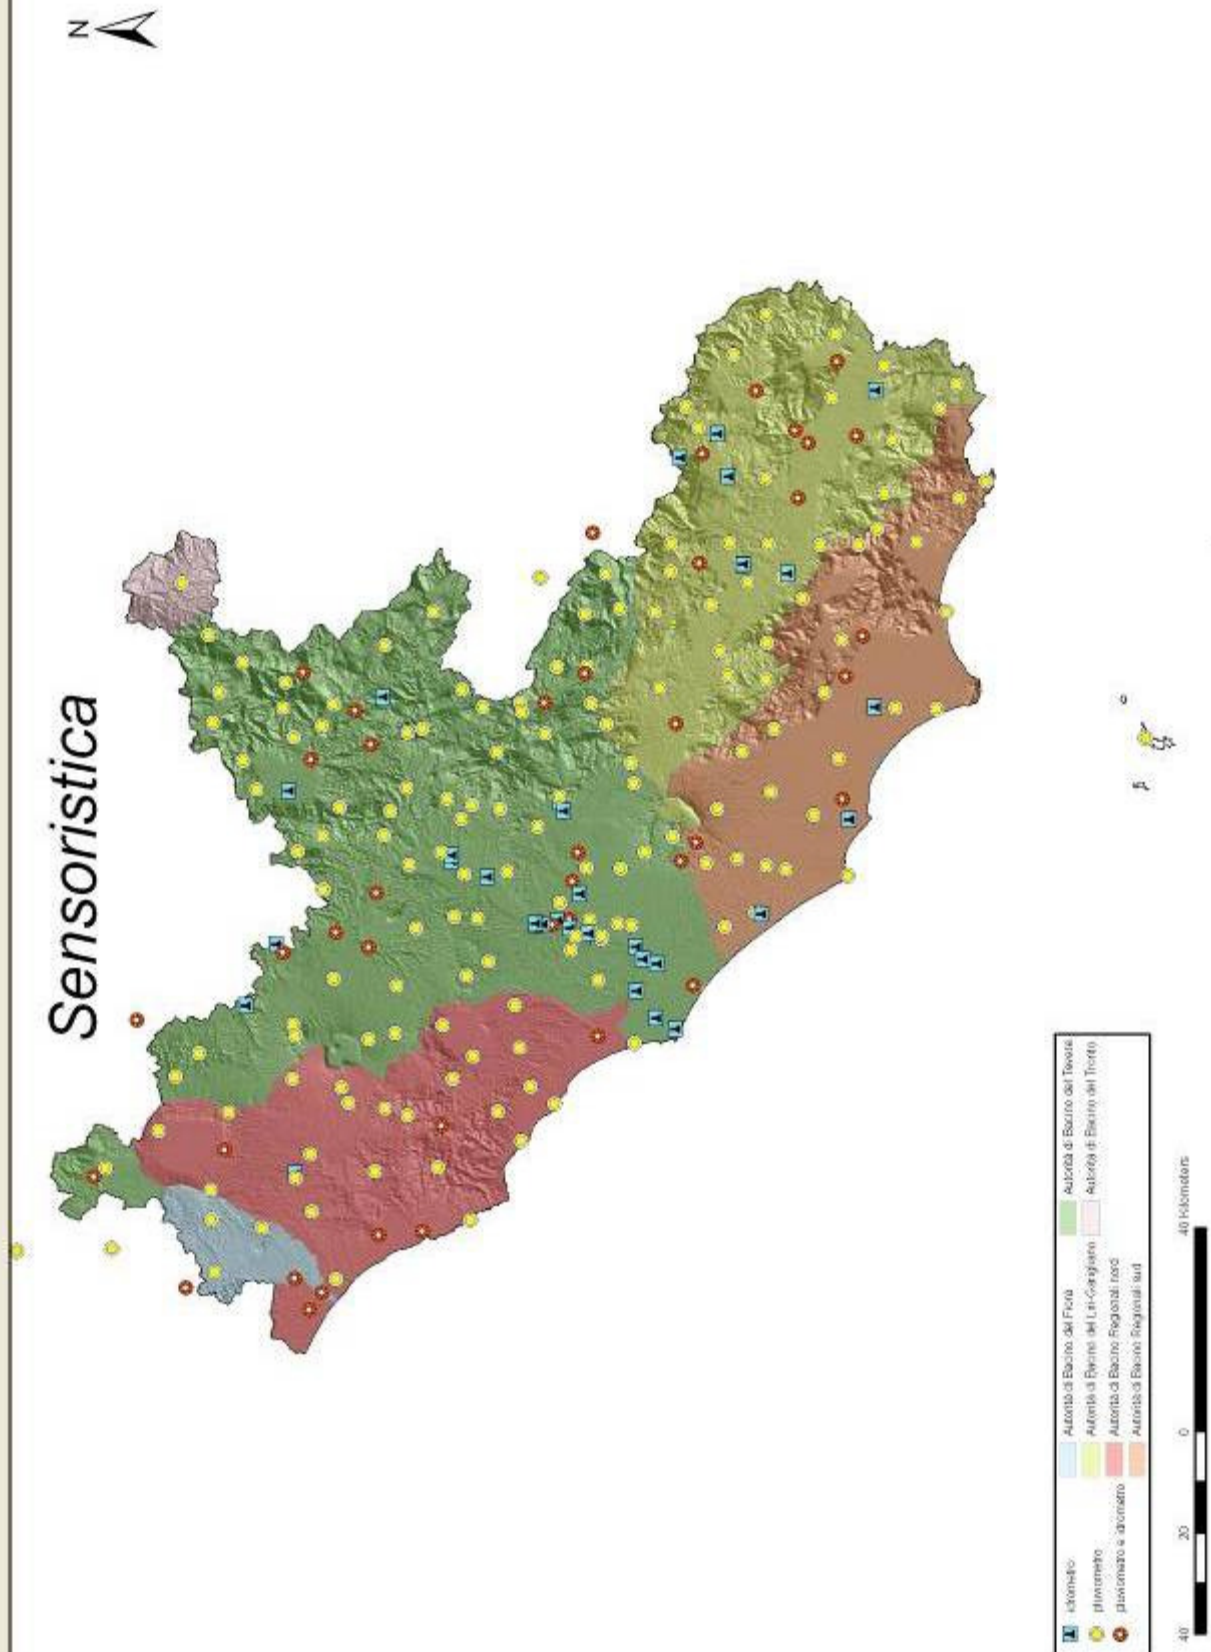 Sensoristica
N
idrometro
pluviometro
pluviometro e idrometro
Autorità di Bacino del Fiora
Autorità di Bacino del Liri-Garigliano
Autorità di Bacino Regionali nord
Autorità di Bacino Regionali sud
Autorità di Bacino del Tevere
Autorità di Bacino del Tronto
40 20 0 40 Kilometers